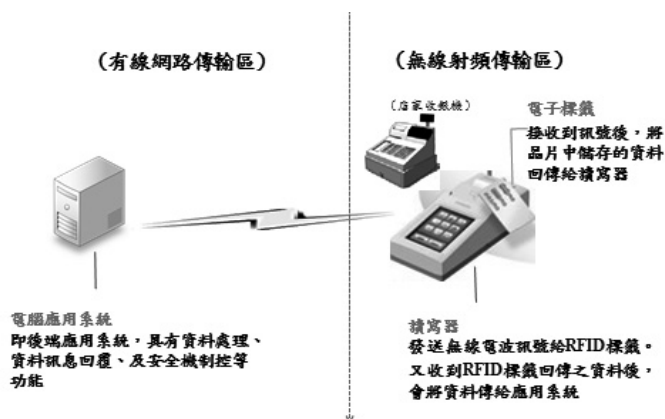 (有線網路傳輸區)
(無線射頻傳輸區)
(店家收銀機)
電子標籤
接收到訊號後,將
晶片中儲存的資料
回傳給讀寫器
電腦應用系統
即後端應用系統,具有資料處理、
資料訊息回覆、及安全機制控等
功能
讀寫器
發送無線電波訊號給RFID標籤。
又收到RFID標籤回傳之資料後,
會將資料傳給應用系統